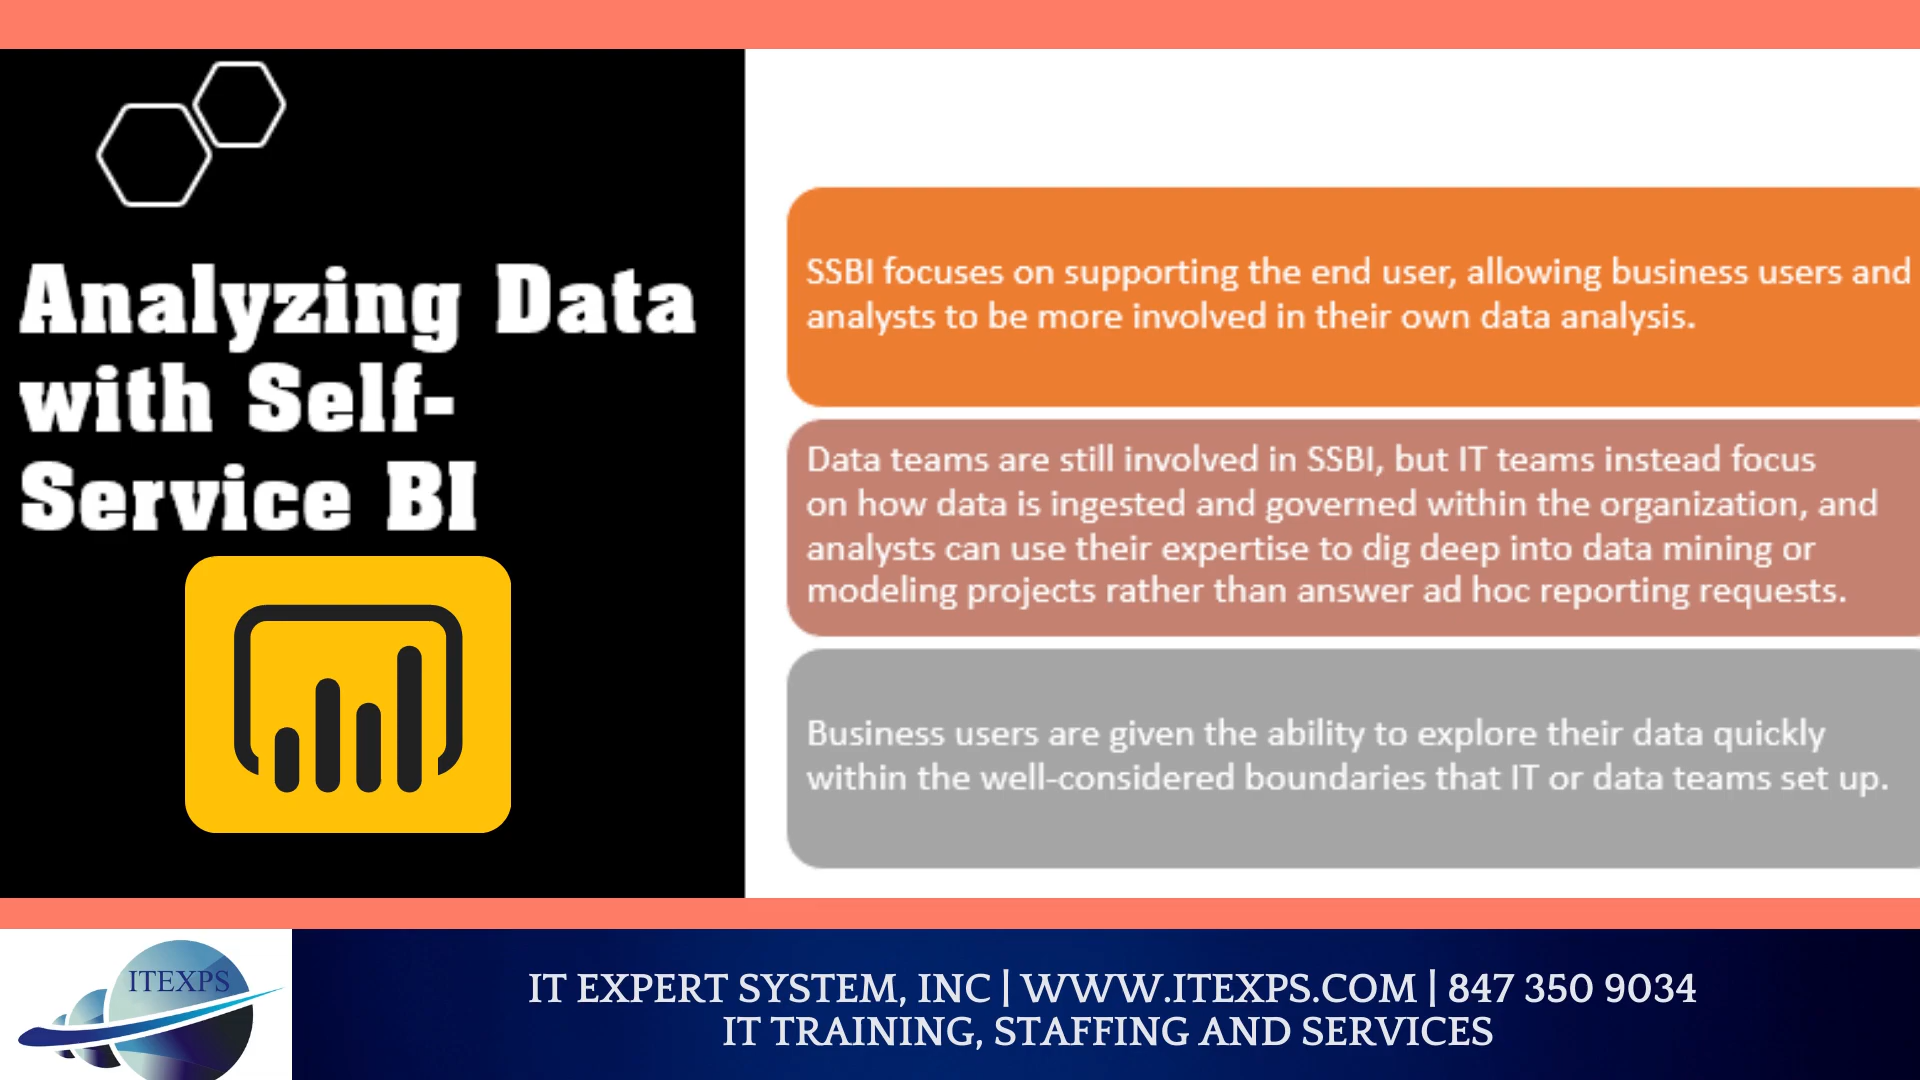 Analyzing Data
with Self-
Service BI
SSBI focuses on supporting the end user, allowing business users and
analysts to be more involved in their own data analysis.
Data teams are still involved in SSBI, but IT teams instead focus
on how data is ingested and governed within the organization, and
analysts can use their expertise to dig deep into data mining or
modeling projects rather than answer ad hoc reporting requests.
Business users are given the ability to explore their data quickly
within the well-considered boundaries that IT or data teams set up.
ITEXPS
IT EXPERT SYSTEM, INC | WWW.ITEXPS.COM | 847 350 9034
IT TRAINING, STAFFING AND SERVICES